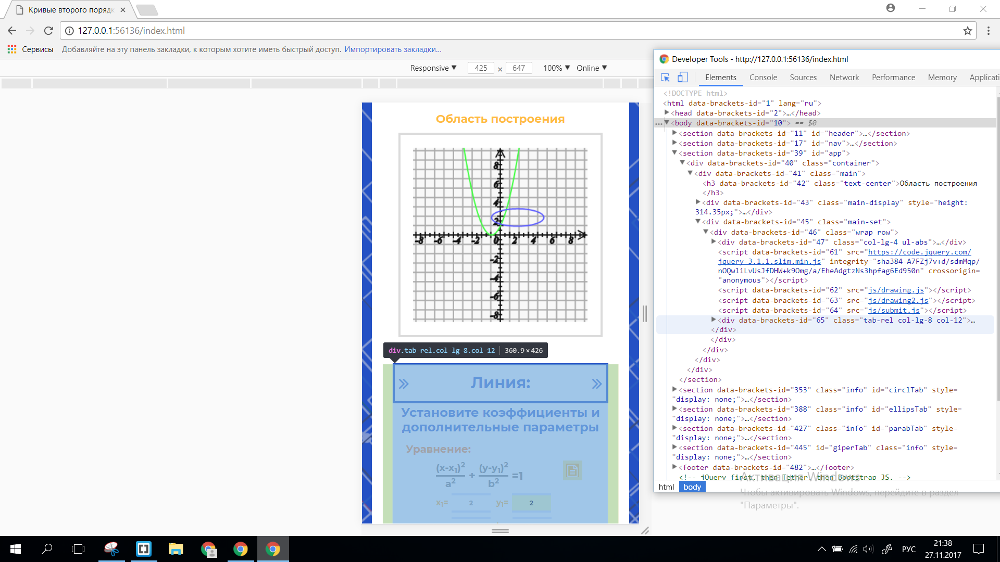 Кривые второго поряд
127.0.0.1:56136/index.html
Сервисы Добавляйте на эту панель закладки, к которым хотите иметь быстрый доступ. Импортировать закладки...
Responsive ▼ 425 × 647 100% ▼ Online ▼
Область построения
8
6
4
2
-8 -6 -4 -2 0 2 4 6 8
-2
-4
-6
-8
div.tab-rel.col-lg-8.col-12 360.9 × 426
Линия:
Установите коэффициенты и
дополнительные параметры
Уравнение:
(x-x₁)² / a² + (y-y₁)² / b² =1
x₁= 2 y₁= 2
Developer Tools - http://127.0.0.1:56136/index.html
Elements Console Sources Network Performance Memory Applicati
<!DOCTYPE html>
<html data-brackets-id="1" lang="ru">
<head data-brackets-id="2">…</head>
<body data-brackets-id="10"> == $0
<section data-brackets-id="11" id="header">…</section>
<section data-brackets-id="17" id="nav">…</section>
<section data-brackets-id="39" id="app">
<div data-brackets-id="40" class="container">
<div data-brackets-id="41" class="main">
<h3 data-brackets-id="42" class="text-center">Область построения
</h3>
<div data-brackets-id="43" class="main-display" style="height:
314.35px;">…</div>
<div data-brackets-id="45" class="main-set">
<div data-brackets-id="46" class="wrap row">
<div data-brackets-id="47" class="col-lg-4 ul-abs">…</div>
<script data-brackets-id="61" src="https://code.jquery.com/
jquery-3.1.1.slim.min.js" integrity="sha384-A7FZj7v+d/sdmMqp/
nOQwliLvUsJfDHW+k9Omg/a/EheAdgtzNs3hpfag6Ed950n" crossorigin=
"anonymous"></script>
<script data-brackets-id="62" src="js/drawing.js"></script>
<script data-brackets-id="63" src="js/drawing2.js"></script>
<script data-brackets-id="64" src="js/submit.js"></script>
<div data-brackets-id="65" class="tab-rel col-lg-8 col-12">…
</div>
</div>
</div>
</div>
</div>
</section>
<section data-brackets-id="353" class="info" id="circlTab" style=
"display: none;">…</section>
<section data-brackets-id="388" class="info" id="ellipsTab" style=
"display: none;">…</section>
<section data-brackets-id="427" class="info" id="parabTab" style=
"display: none;">…</section>
<section data-brackets-id="445" id="giperTab" class="info" style=
"display: none;">…</section>
<footer data-brackets-id="482">…</footer>
<!-- jQuery first, then Tether, then Bootstrap JS. -->
html body
Активация Windows
Чтобы активировать Windows, перейдите в раздел
"Параметры".
РУС
21:38
27.11.2017